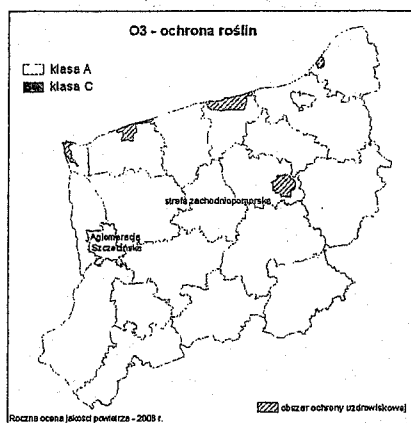 O3 - ochrona roślin
klasa A
klasa C
strefa zachodniopomorska
Aglomeracja
Szczecińska
obszar ochrony uzdrowiskowej
Roczna ocena jakości powietrza - 2008 r.